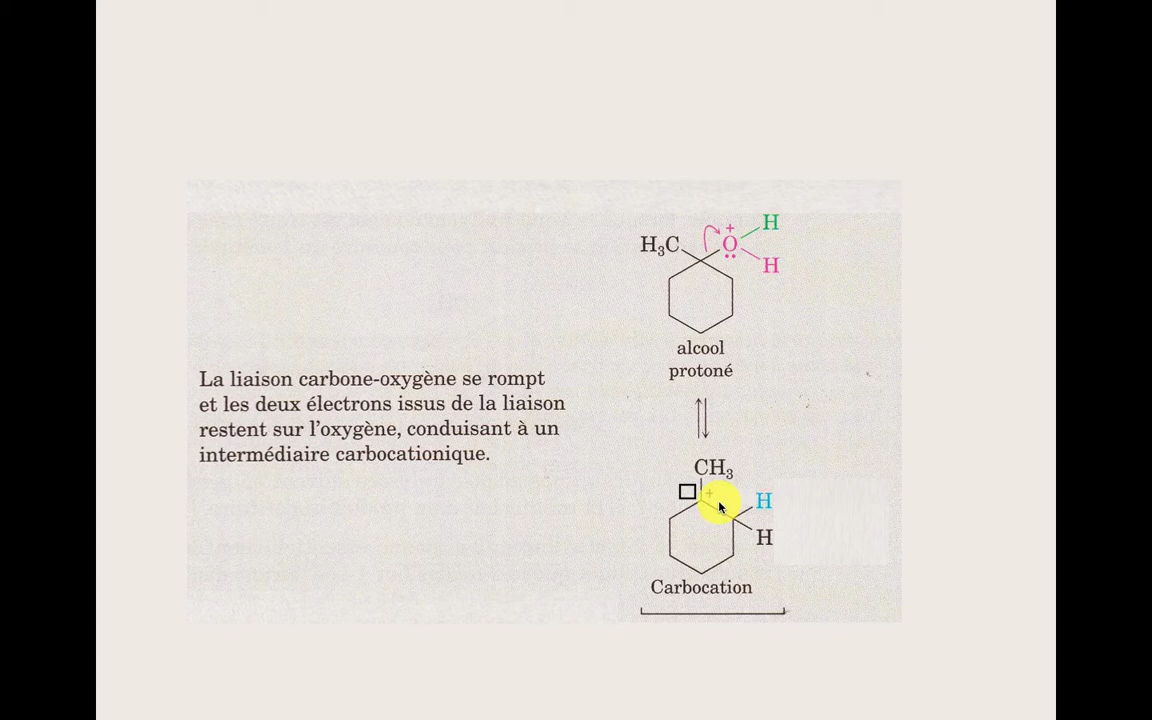 H
+
H₃C
O
H
alcool
protoné
La liaison carbone-oxygène se rompt
et les deux électrons issus de la liaison
restent sur l'oxygène, conduisant à un
intermédiaire carbocationique.
CH₃
+
H
H
Carbocation